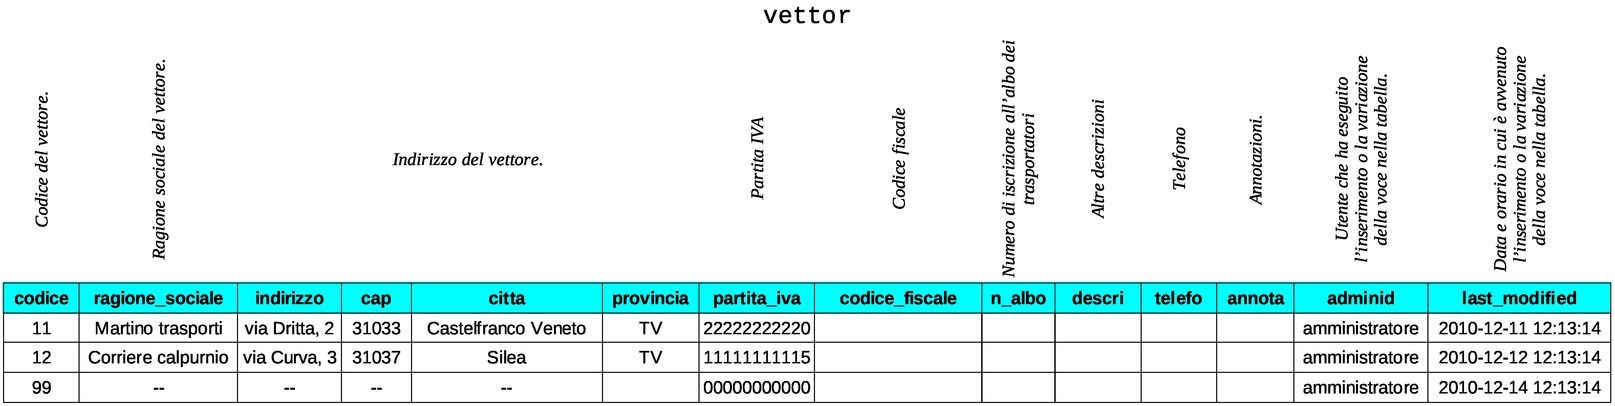 vettor
Codice del vettore.
Ragione sociale del vettore.
Indirizzo del vettore.
Partita IVA
Codice fiscale
Numero di iscrizione all'albo dei
trasportatori
Altre descrizioni
Telefono
Annotazioni.
Utente che ha eseguito
l'inserimento o la variazione
della voce nella tabella.
Data e orario in cui è avvenuto
l'inserimento o la variazione
della voce nella tabella.
codice ragione_sociale indirizzo cap citta provincia partita_iva codice_fiscale n_albo descri telefo annota adminid last_modified
11 Martino trasporti via Dritta, 2 31033 Castelfranco Veneto TV 22222222220 amministratore 2010-12-11 12:13:14
12 Corriere calpurnio via Curva, 3 31037 Silea TV 11111111115 amministratore 2010-12-12 12:13:14
99 -- -- -- -- 00000000000 amministratore 2010-12-14 12:13:14